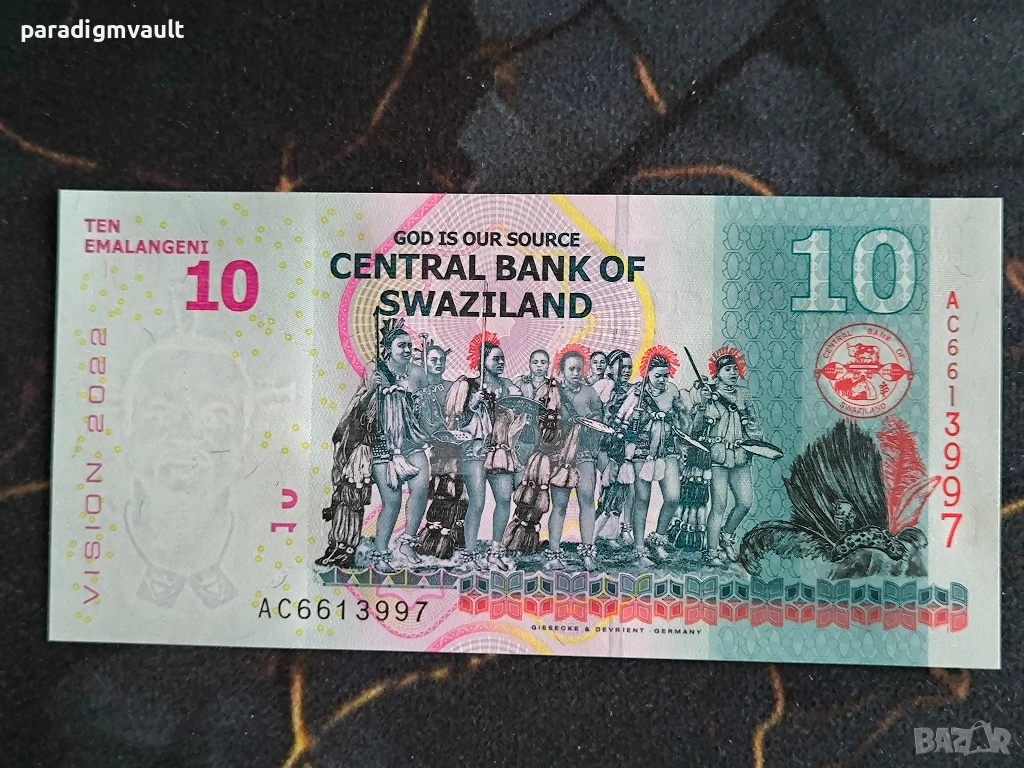 paradigmvault
TEN
EMALANGENI
10
GOD IS OUR SOURCE
CENTRAL BANK OF
SWAZILAND
10
CENTRAL BANK OF
SWAZILAND
AC6613997
VISION 2022
AC6613997
GIESECKE & DEVRIENT · GERMANY
BAZAR